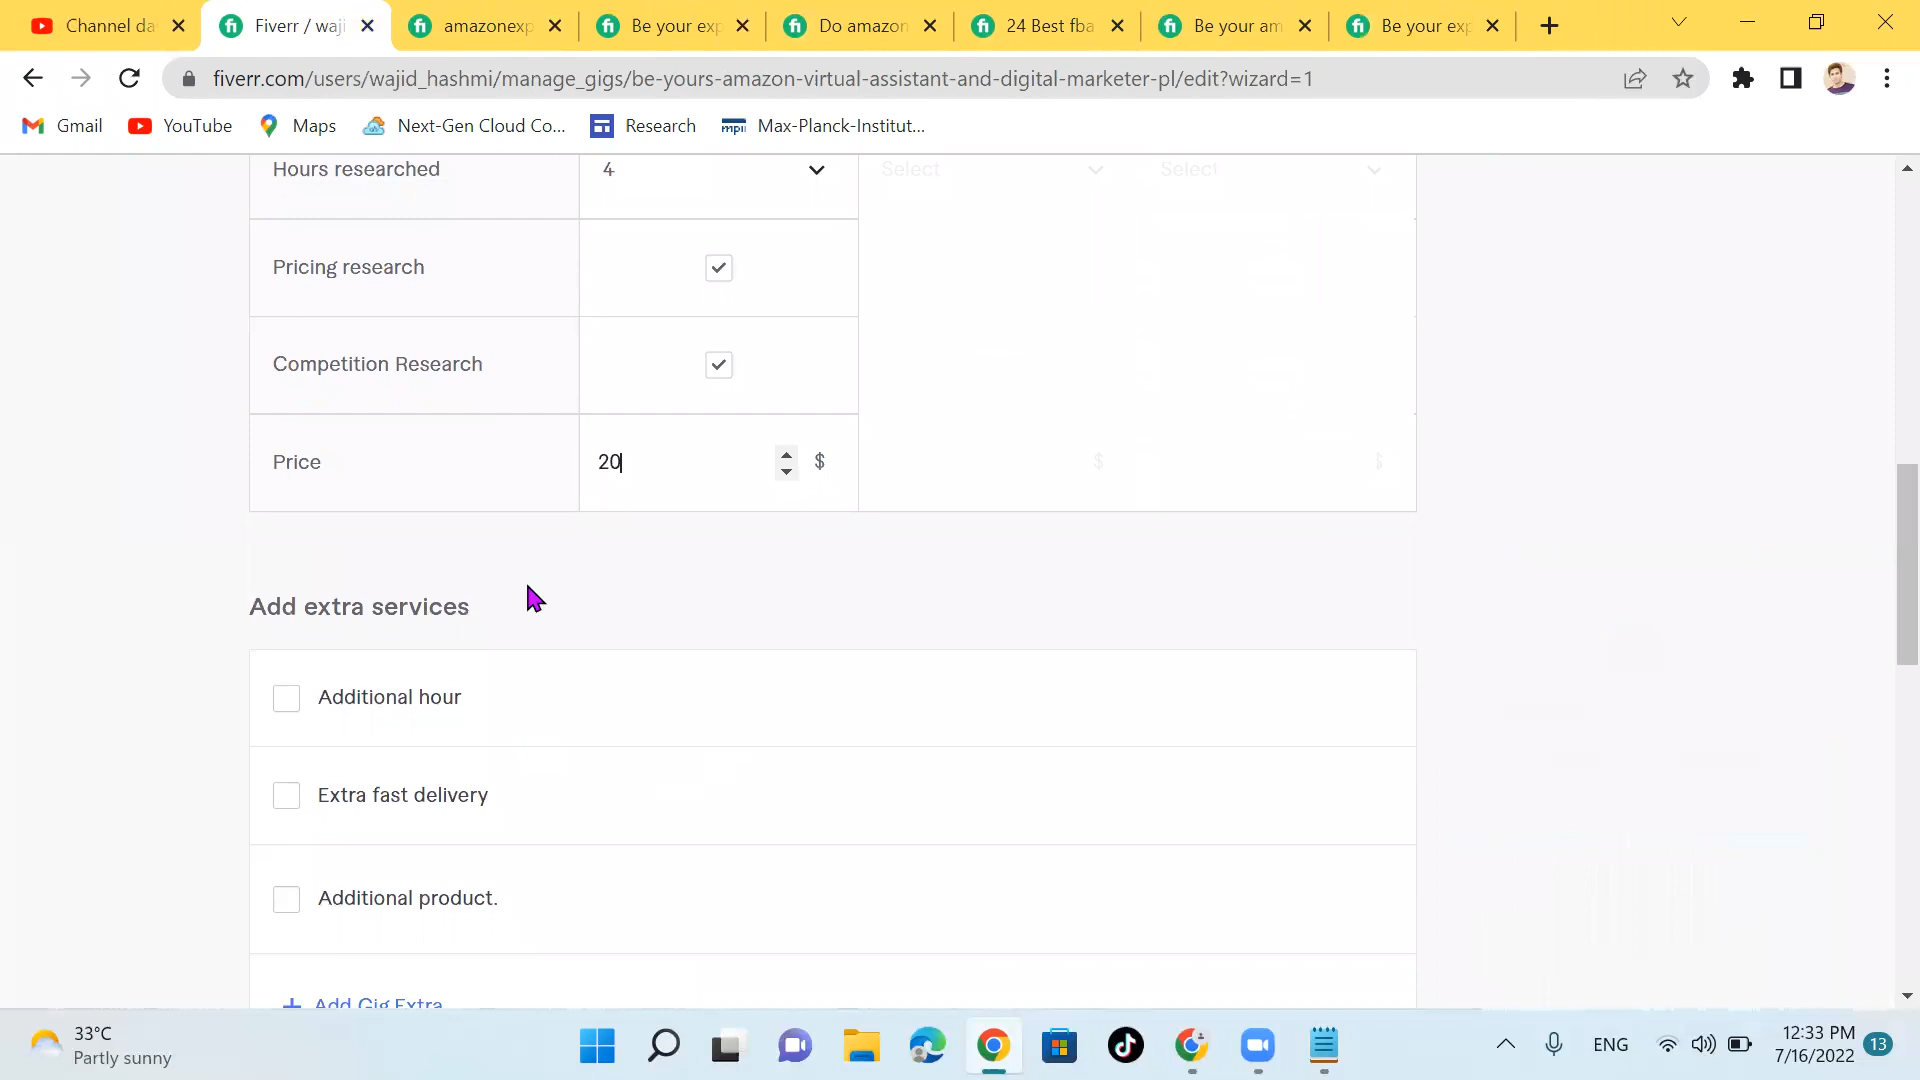 Channel da
Fiverr / waji
amazonexp
Be your exp
Do amazon
24 Best fba
Be your am
Be your exp
fiverr.com/users/wajid_hashmi/manage_gigs/be-yours-amazon-virtual-assistant-and-digital-marketer-pl/edit?wizard=1
Gmail
YouTube
Maps
Next-Gen Cloud Co...
Research
mpii Max-Planck-Institut...
Hours researched
4
Select
Select
Pricing research
Competition Research
Price
20
$
$
$
Add extra services
Additional hour
Extra fast delivery
Additional product.
+ Add Gig Extra
33°C
Partly sunny
ENG
12:33 PM
7/16/2022
13